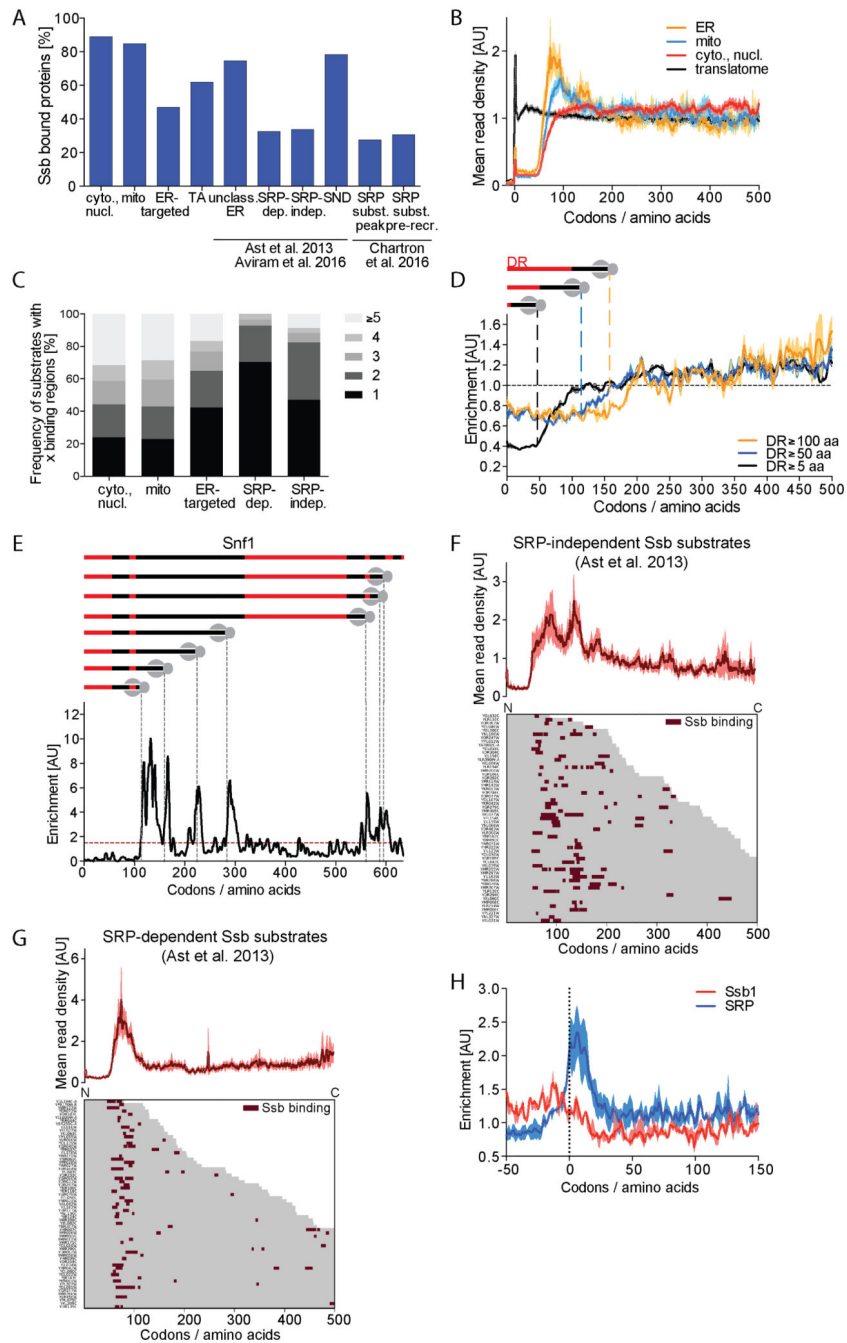 A
Ssb bound proteins [%]
100
80
60
40
20
0
cyto., nucl.
mito
ER-targeted
TA
unclass. ER
SRP-dep.
SRP-indep.
SND
SRP subst. peak
SRP subst. pre-recr.
Ast et al. 2013
Aviram et al. 2016
Chartron
et al. 2016
B
Mean read density [AU]
2
1
0
ER
mito
cyto., nucl.
translatome
0 100 200 300 400 500
Codons / amino acids
C
Frequency of substrates with
x binding regions [%]
100
80
60
40
20
0
≥5
4
3
2
1
cyto., nucl.
mito
ER-targeted
SRP-dep.
SRP-indep.
D
DR
Enrichment [AU]
1.6
1.4
1.2
1.0
0.8
0.6
0.4
0.2
DR ≥ 100 aa
DR ≥ 50 aa
DR ≥ 5 aa
0 50 100 150 200 250 300 350 400 450 500
Codons / amino acids
E
Snf1
Enrichment [AU]
12
10
8
6
4
2
0
0 100 200 300 400 500 600
Codons / amino acids
F
SRP-independent Ssb substrates
(Ast et al. 2013)
Mean read density [AU]
3
2
1
0
N
C
Ssb binding
100 200 300 400 500
Codons / amino acids
G
SRP-dependent Ssb substrates
(Ast et al. 2013)
Mean read density [AU]
6
4
2
0
N
C
Ssb binding
100 200 300 400 500
Codons / amino acids
H
Enrichment [AU]
3.0
2.5
2.0
1.5
1.0
0.5
Ssb1
SRP
-50 0 50 100 150
Codons / amino acids